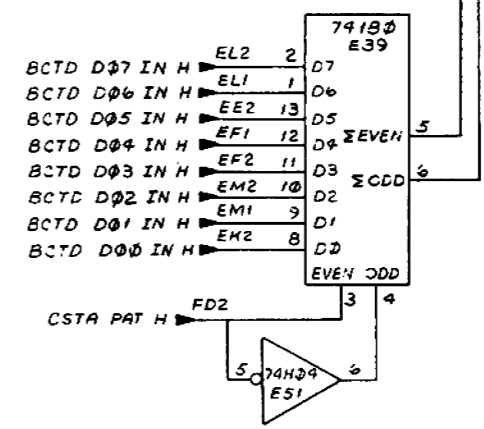 74180
E39
BCTD DØ7 IN H EL2 2 D7
BCTD DØ6 IN H EL1 1 D6
BCTD DØ5 IN H EE2 13 D5
BCTD DØ4 IN H EF1 12 D4 ΣEVEN 5
BCTD DØ3 IN H EF2 11 D3
BCTD DØ2 IN H EM2 1Ø D2 ΣODD 6
BCTD DØ1 IN H EM1 9 D1
BCTD DØØ IN H EK2 8 DØ
EVEN ODD
3 4
CSTA PAT H FD2
5 74HØ4 6
E51